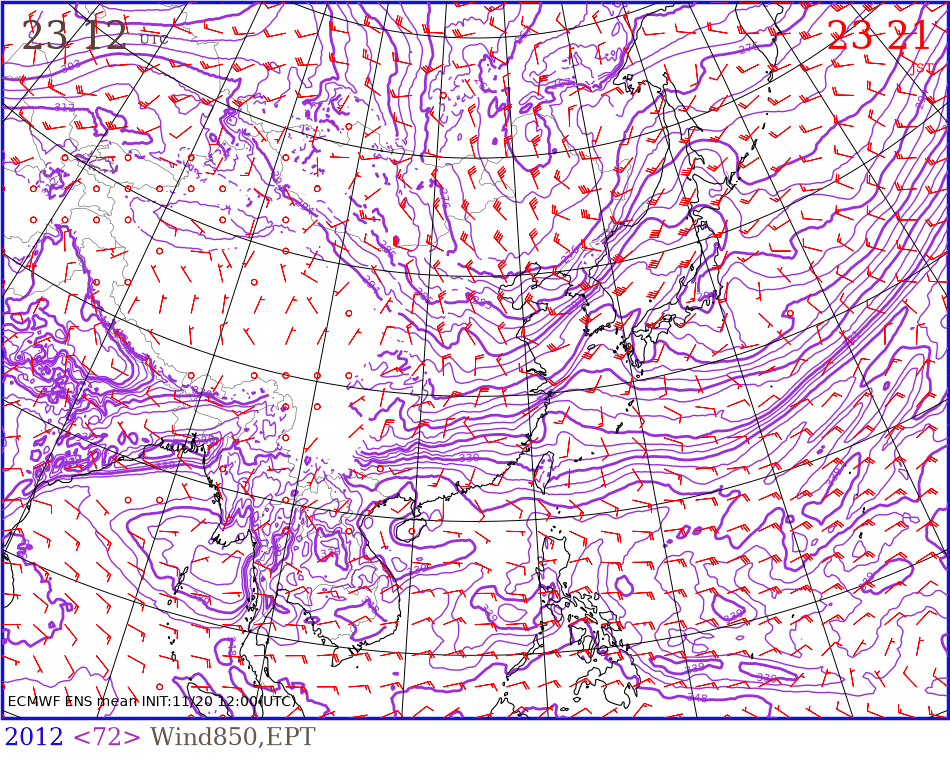 23 12 UTC
23 21 JST
ECMWF ENS mean INIT:11/20 12:00(UTC)
2012 <72> Wind850,EPT